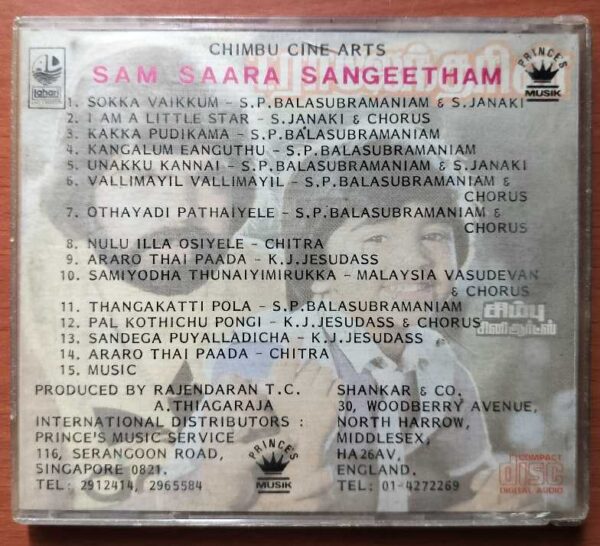 CHIMBU CINE ARTS
SAM SAARA SANGEETHAM
lahari
PRINCE'S
MUSIK
1. SOKKA VAIKKUM – S.P.BALASUBRAMANIAM & S.JANAKI
2. I AM A LITTLE STAR – S.JANAKI & CHORUS
3. KAKKA PUDIKAMA – S.P.BALASUBRAMANIAM
4. KANGALUM EANGUTHU – S.P.BALASUBRAMANIAM
5. UNAKKU KANNAI – S.P.BALASUBRAMANIAM & S.JANAKI
6. VALLIMAYIL VALLIMAYIL – S.P.BALASUBRAMANIAM &
CHORUS
7. OTHAYADI PATHAIYELE – S.P.BALASUBRAMANIAM &
CHORUS
8. NULU ILLA OSIYELE – CHITRA
9. ARARO THAI PAADA – K.J.JESUDASS
10. SAMIYODHA THUNAIYIMIRUKKA – MALAYSIA VASUDEVAN
& CHORUS
11. THANGAKATTI POLA – S.P.BALASUBRAMANIAM
12. PAL KOTHICHU PONGI – K.J.JESUDASS & CHORUS
13. SANDEGA PUYALLADICHA – K.J.JESUDASS
14. ARARO THAI PAADA – CHITRA
15. MUSIC
சிம்பு
சினிஆர்ட்ஸ்
PRODUCED BY RAJENDARAN T.C.
A.THIAGARAJA
INTERNATIONAL DISTRIBUTORS :
PRINCE'S MUSIC SERVICE
116, SERANGOON ROAD,
SINGAPORE 0821.
TEL: 2912414, 2965584
SHANKAR & CO.
30, WOODBERRY AVENUE,
NORTH HARROW,
MIDDLESEX,
HA26AV,
ENGLAND.
TEL: 01-4272269
PRINCE'S
MUSIK
COMPACT
disc
DIGITAL AUDIO